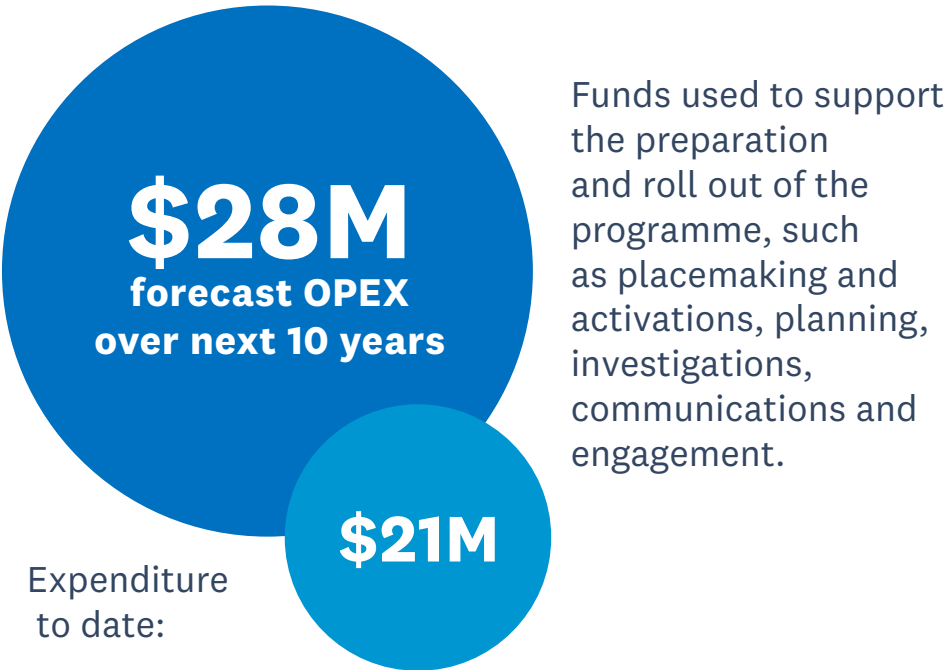 $28M
forecast OPEX
over next 10 years
Funds used to support
the preparation
and roll out of the
programme, such
as placemaking and
activations, planning,
investigations,
communications and
engagement.
Expenditure
to date:
$21M